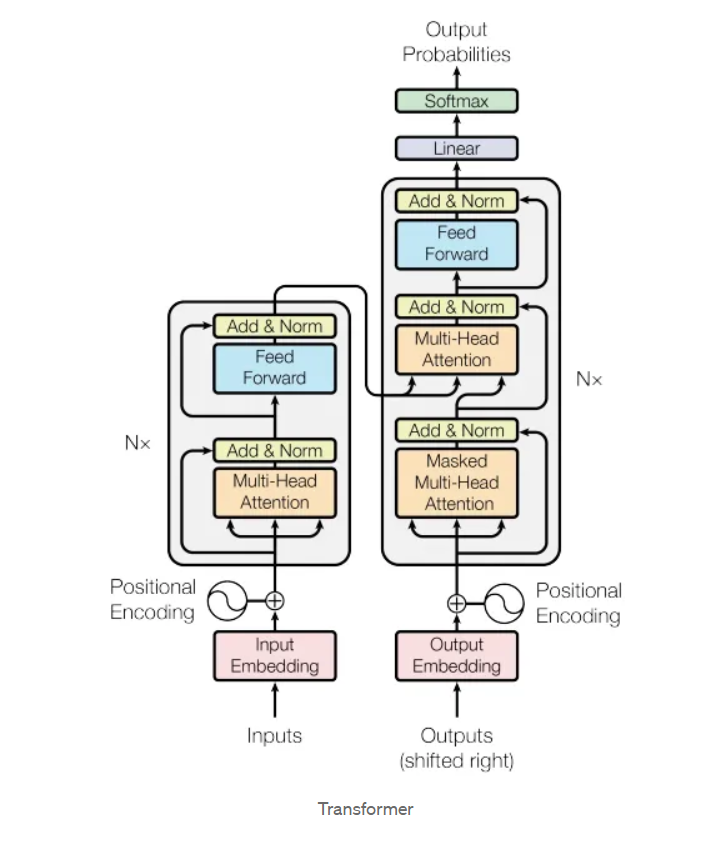 Output
Probabilities
Softmax
Linear
Add & Norm
Feed
Forward
Add & Norm
Multi-Head
Attention
Nx
Add & Norm
Masked
Multi-Head
Attention
Add & Norm
Feed
Forward
Nx
Add & Norm
Multi-Head
Attention
Positional
Encoding
Positional
Encoding
Input
Embedding
Output
Embedding
Inputs
Outputs
(shifted right)
Transformer